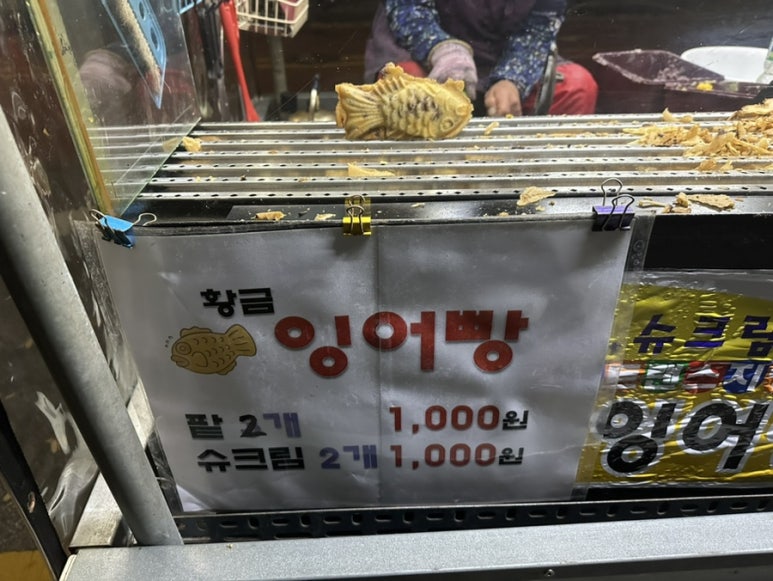 황금
잉어빵
팥 2개 1,000원
슈크림 2개 1,000원
슈크림
잉어